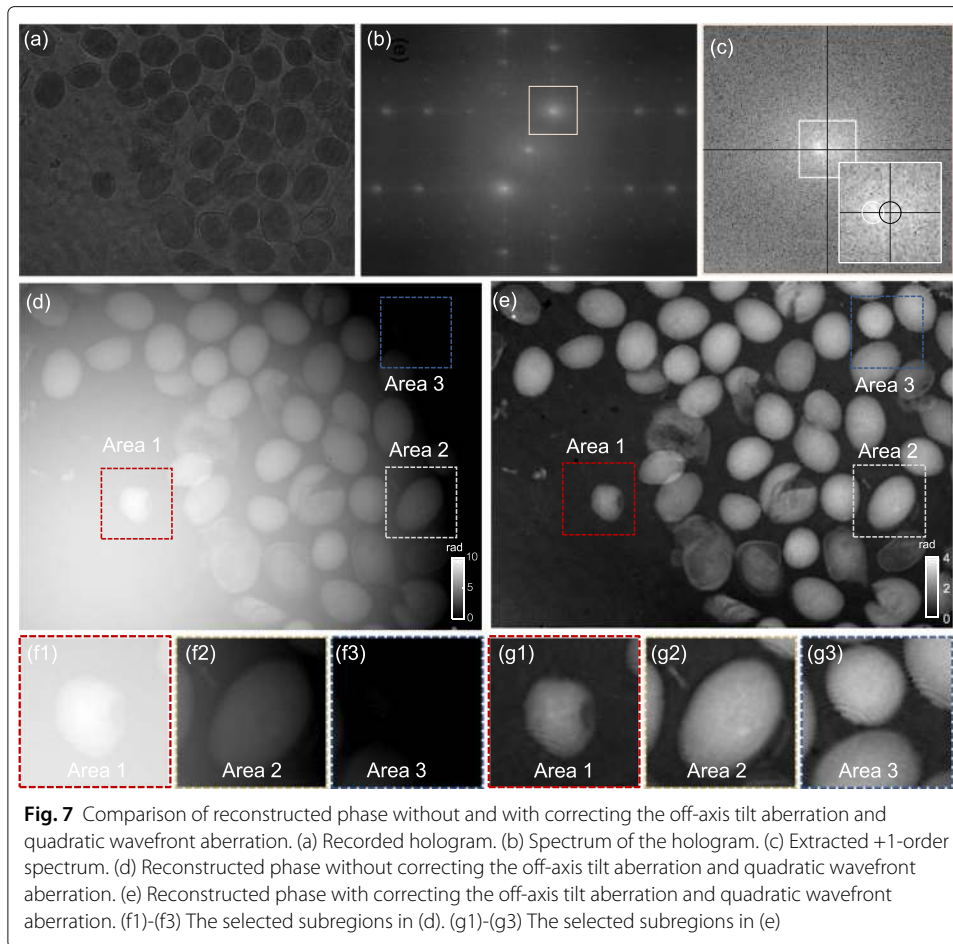 (a)
(b)
(e)
(c)
(d)
Area 3
Area 1
Area 2
rad
10
5
0
(e)
Area 3
Area 1
Area 2
rad
4
2
0
(f1)
Area 1
(f2)
Area 2
(f3)
Area 3
(g1)
Area 1
(g2)
Area 2
(g3)
Area 3
Fig. 7 Comparison of reconstructed phase without and with correcting the off-axis tilt aberration and
quadratic wavefront aberration. (a) Recorded hologram. (b) Spectrum of the hologram. (c) Extracted +1-order
spectrum. (d) Reconstructed phase without correcting the off-axis tilt aberration and quadratic wavefront
aberration. (e) Reconstructed phase with correcting the off-axis tilt aberration and quadratic wavefront
aberration. (f1)-(f3) The selected subregions in (d). (g1)-(g3) The selected subregions in (e)